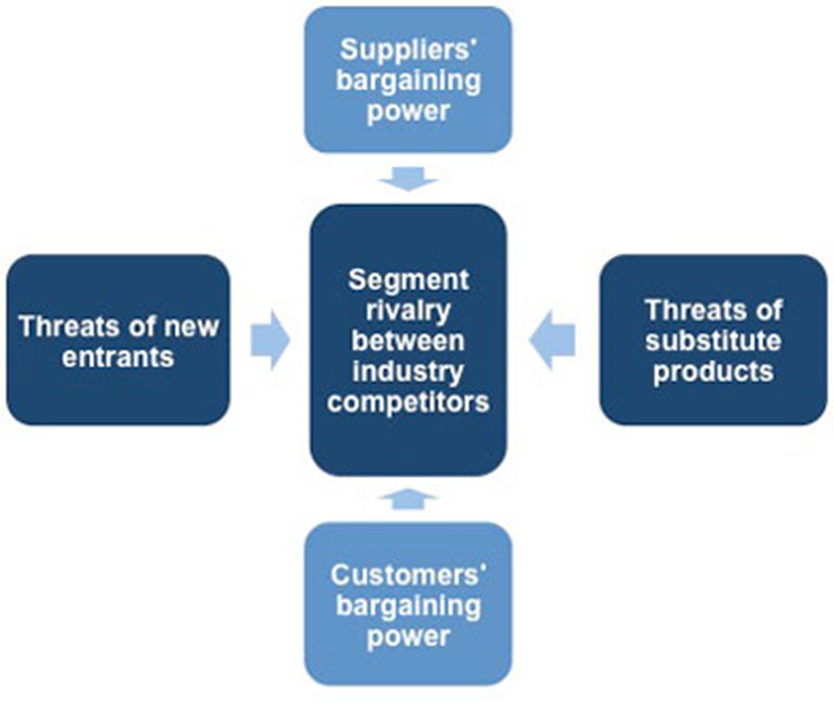 Suppliers'
bargaining
power
Threats of new
entrants
Segment
rivalry
between
industry
competitors
Threats of
substitute
products
Customers'
bargaining
power